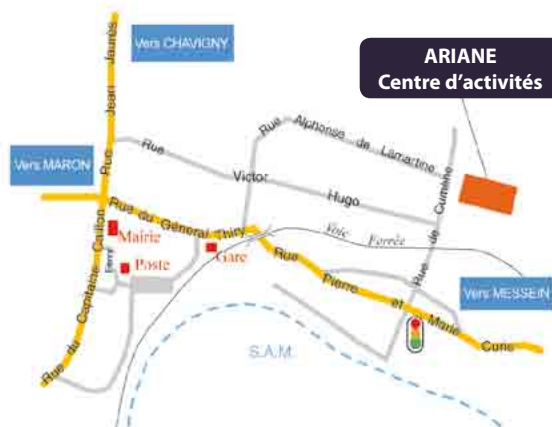 Vers CHAVIGNY
ARIANE
Centre d'activités
Rue Jean Jaurès
Rue Alphonse de Lamartine
Vers MARON
Rue Victor Hugo
Rue de Cumène
Rue du Général Thiry
Mairie
Gare
Voie Ferrée
Poste
Rue du Capitaine Caillon
Rue Pierre et Marie Curie
Vers MESSEIN
S.A.M.